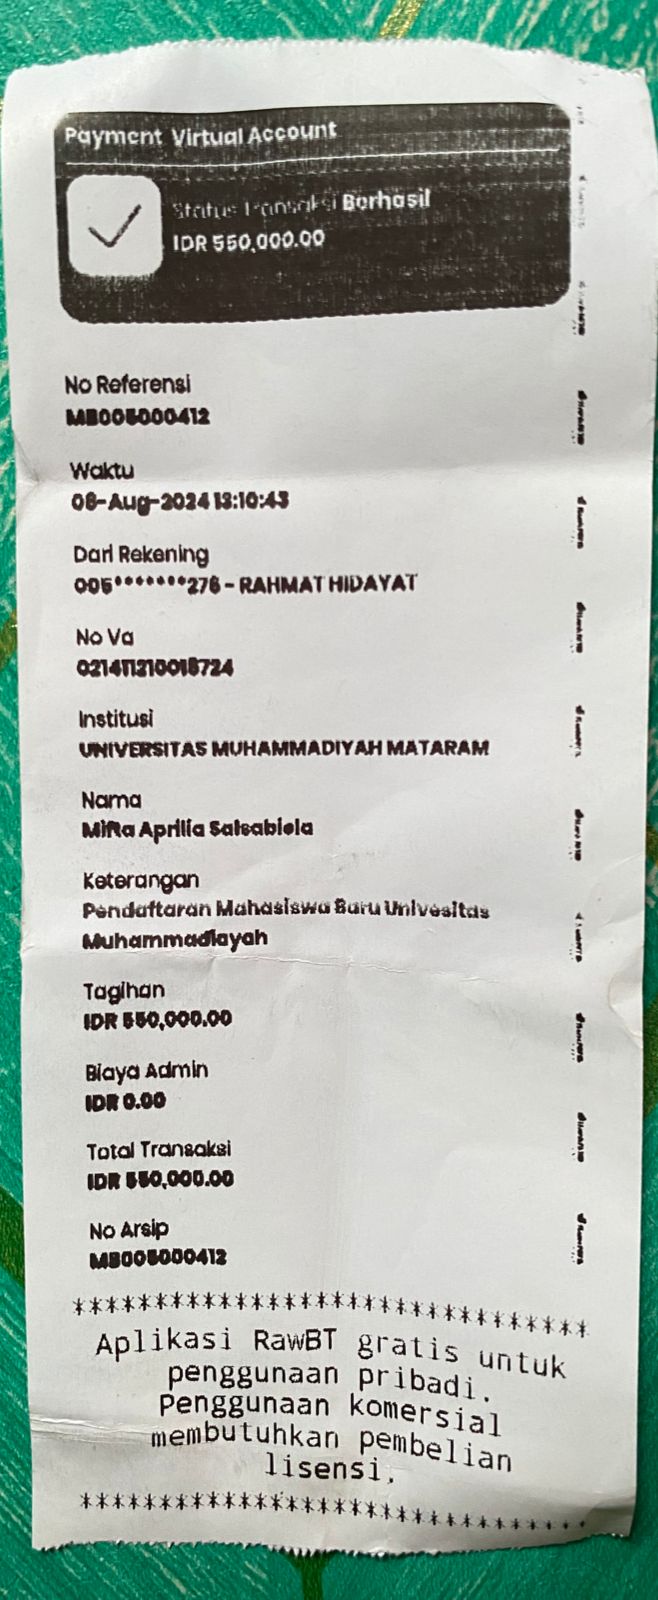 Payment Virtual Account
Status Transaksi Berhasil
IDR 550,000.00
No Referensi
MB005000412
Waktu
08-Aug-2024 13:10:43
Dari Rekening
005*******276 - RAHMAT HIDAYAT
No Va
021411210018724
Institusi
UNIVERSITAS MUHAMMADIYAH MATARAM
Nama
Mifta Aprilia Salsabiela
Keterangan
Pendaftaran Mahasiswa Baru Univesitas
Muhammadiayah
Tagihan
IDR 550,000.00
Biaya Admin
IDR 0.00
Total Transaksi
IDR 550,000.00
No Arsip
MB005000412
********************************
Aplikasi RawBT gratis untuk
penggunaan pribadi.
Penggunaan komersial
membutuhkan pembelian
lisensi.
********************************